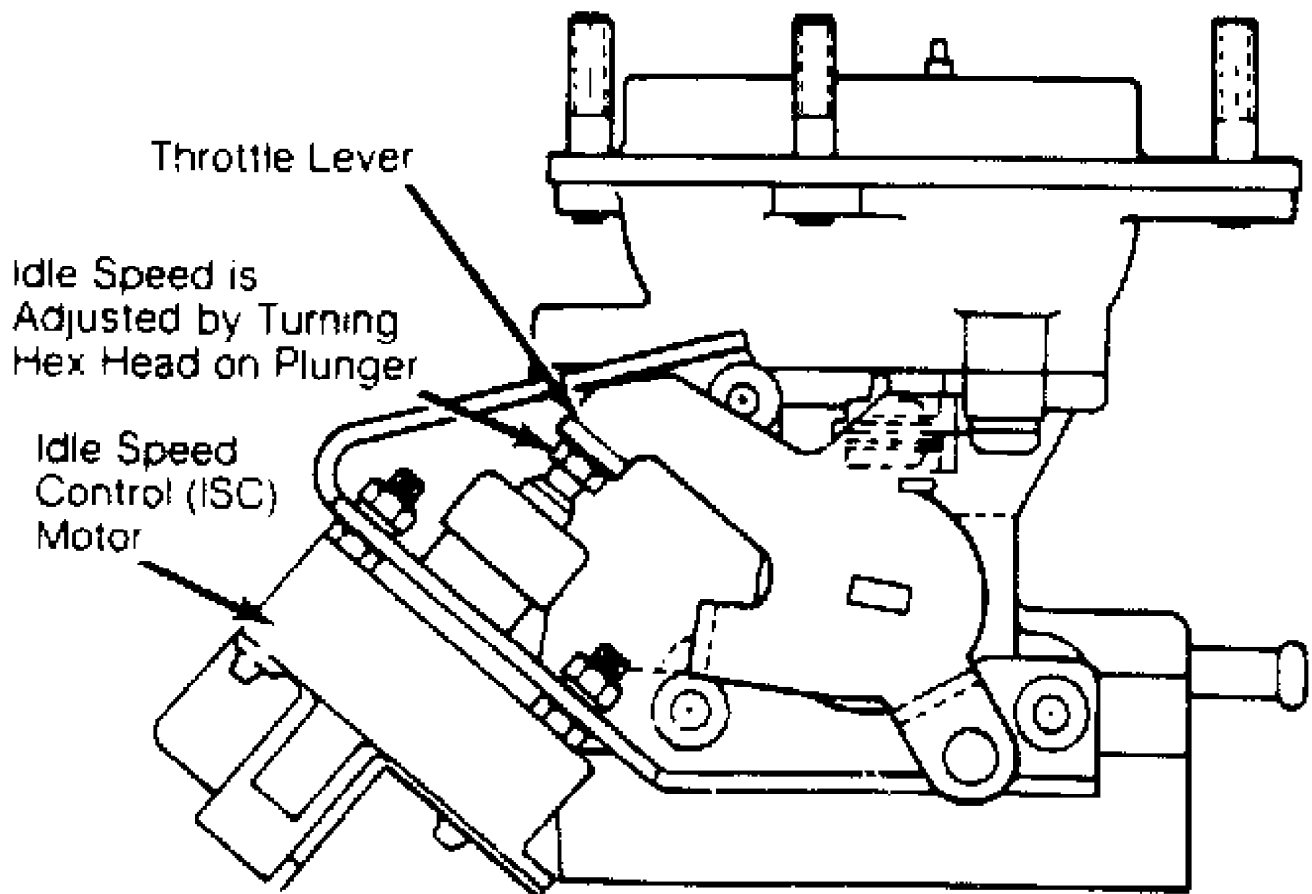 Throttle Lever
Idle Speed is
Adjusted by Turning
Hex Head on Plunger
Idle Speed
Control (ISC)
Motor